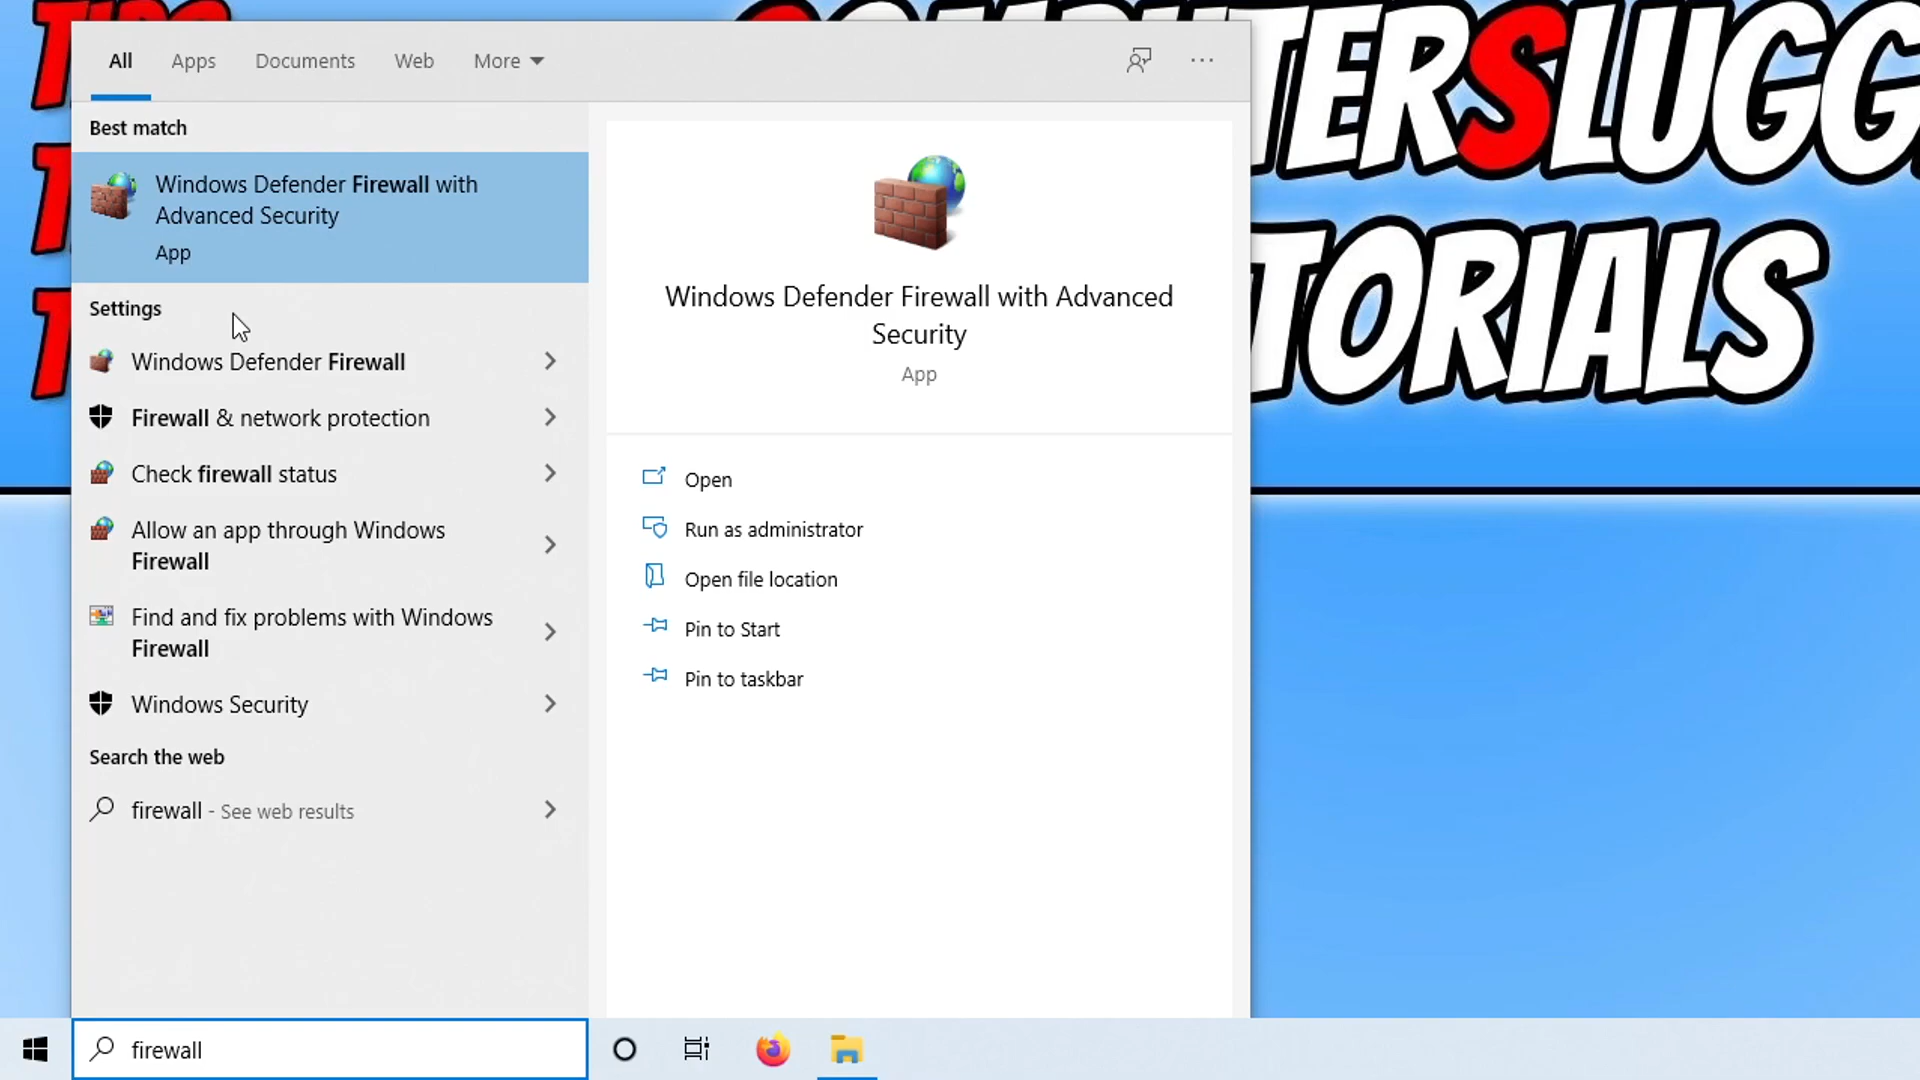 All
Apps
Documents
Web
More
Best match
Windows Defender Firewall with
Advanced Security
App
Settings
Windows Defender Firewall
Firewall & network protection
Check firewall status
Allow an app through Windows
Firewall
Find and fix problems with Windows
Firewall
Windows Security
Search the web
firewall - See web results
Windows Defender Firewall with Advanced
Security
App
Open
Run as administrator
Open file location
Pin to Start
Pin to taskbar
TERSLUGG
TORIALS
firewall